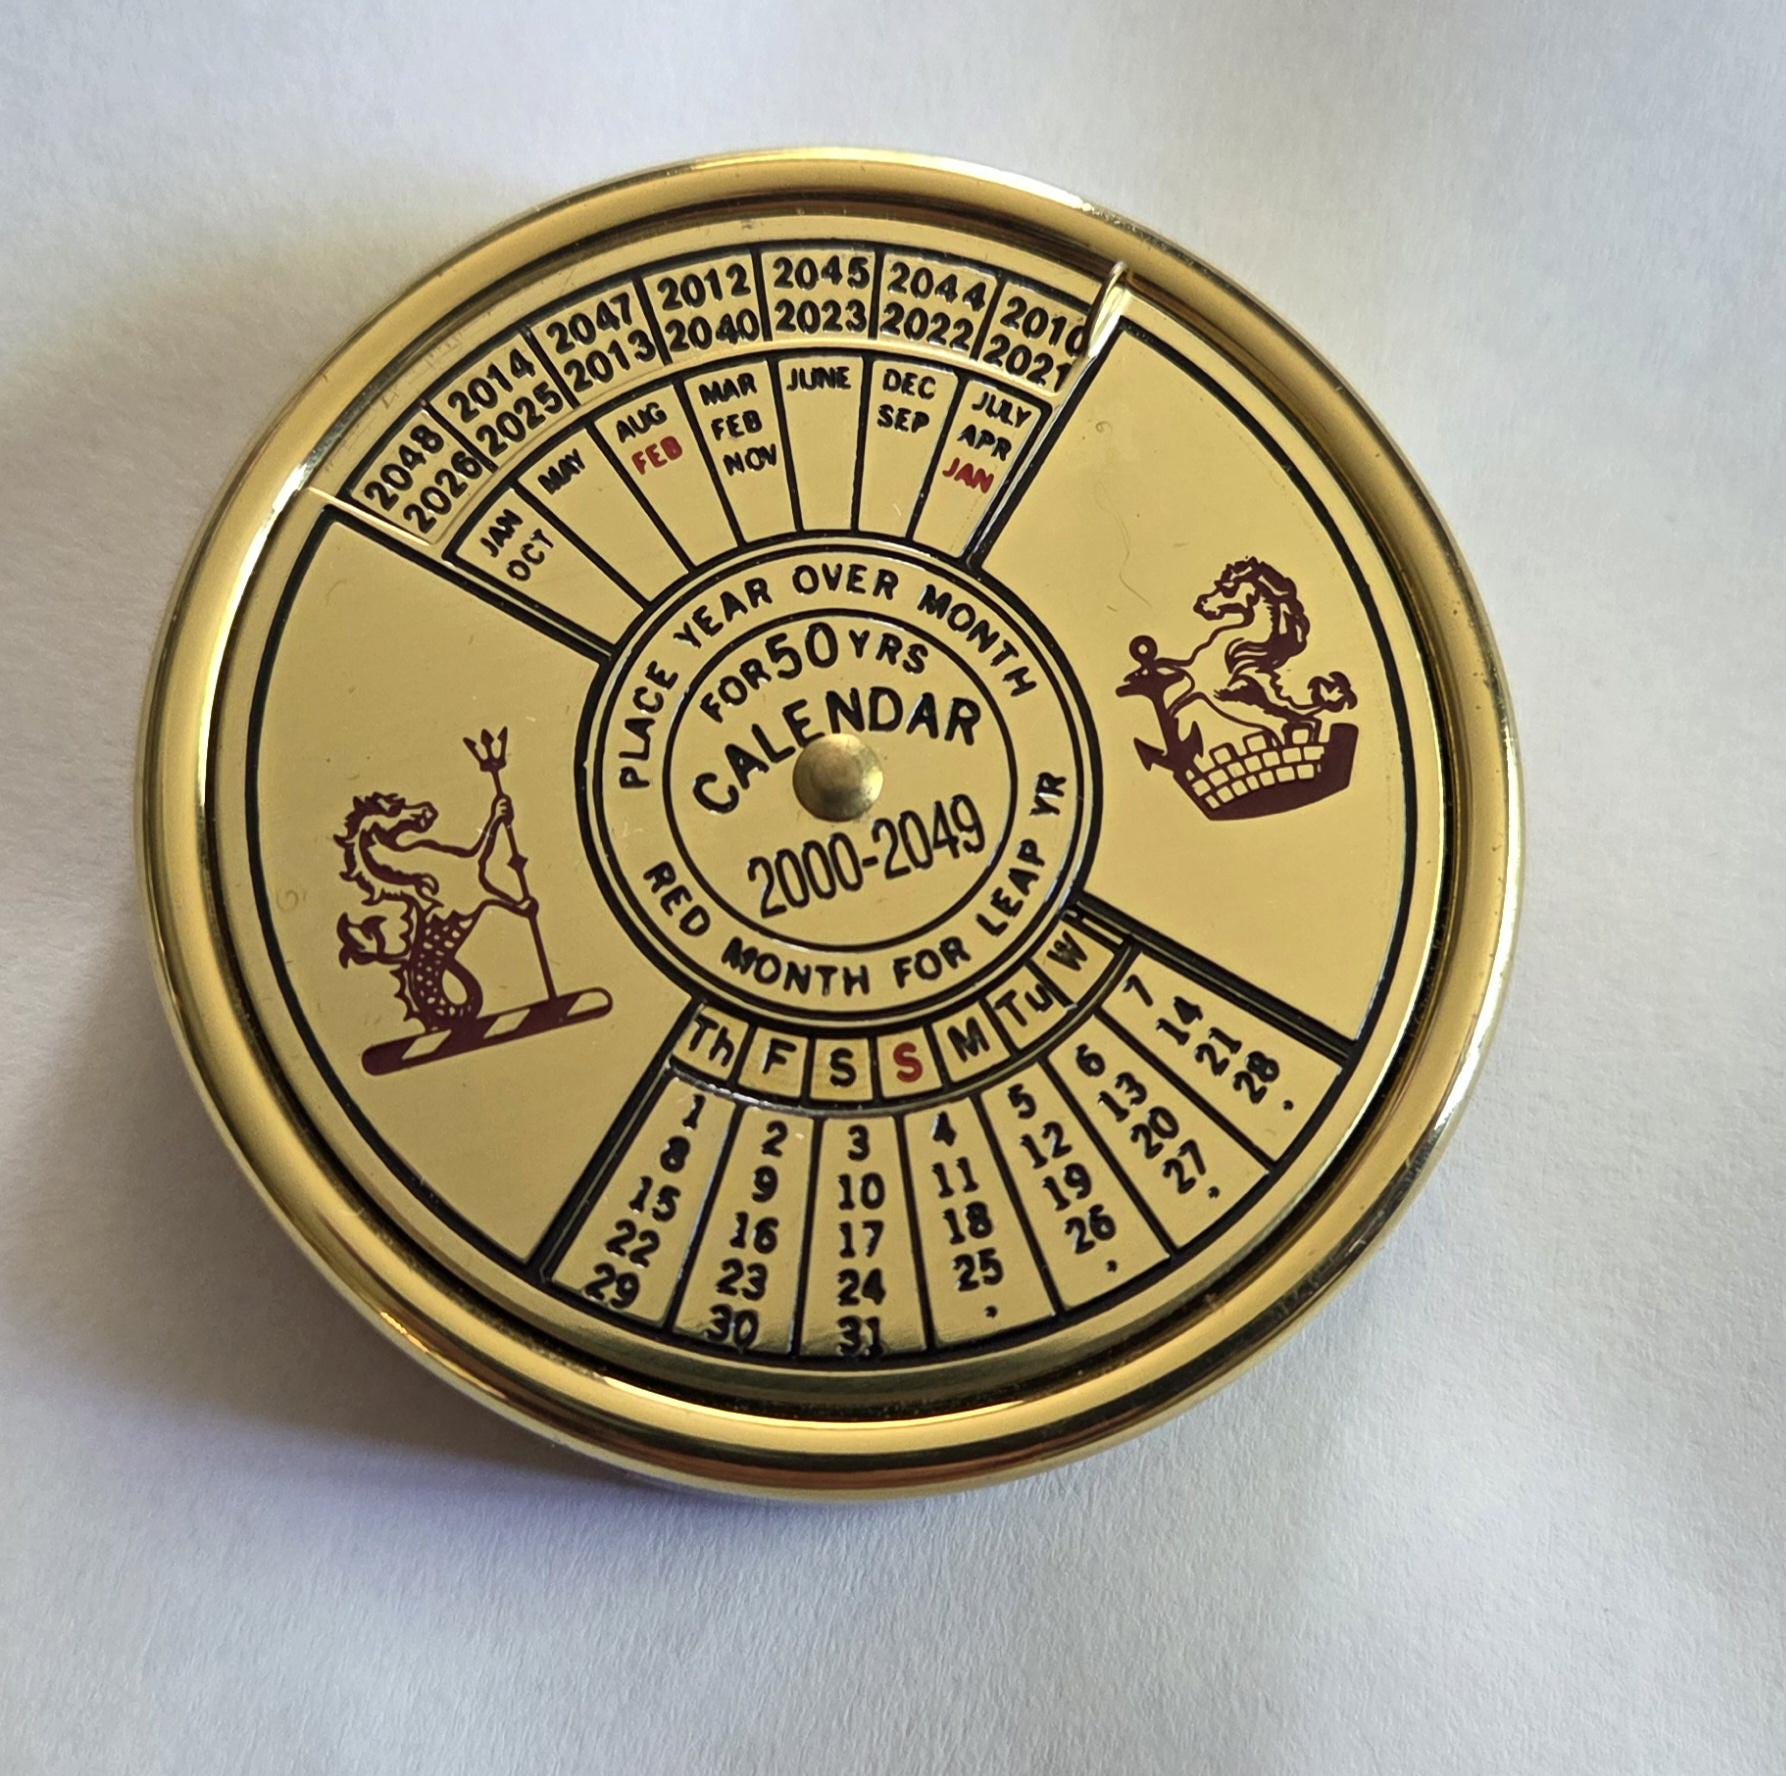 2048 2014 2047 2012 2045 2044 2010
2026 2025 2013 2040 2023 2022 2021
JAN MAY AUG MAR JUNE DEC JULY
OCT FEB FEB SEP APR
NOV JAN
PLACE YEAR OVER MONTH
FOR 50 YRS
CALENDAR
2000-2049
RED MONTH FOR LEAP YR
Th F S S M Tu W
1 2 3 4 5 6 7
8 9 10 11 12 13 14
15 16 17 18 19 20 21
22 23 24 25 26 27 28
29 30 31 . . . .